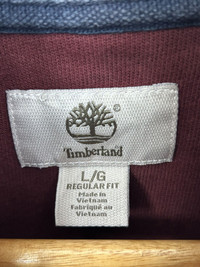 ®
Timberland
L/G
REGULAR FIT
Made in
Vietnam
Fabriqué au
Vietnam